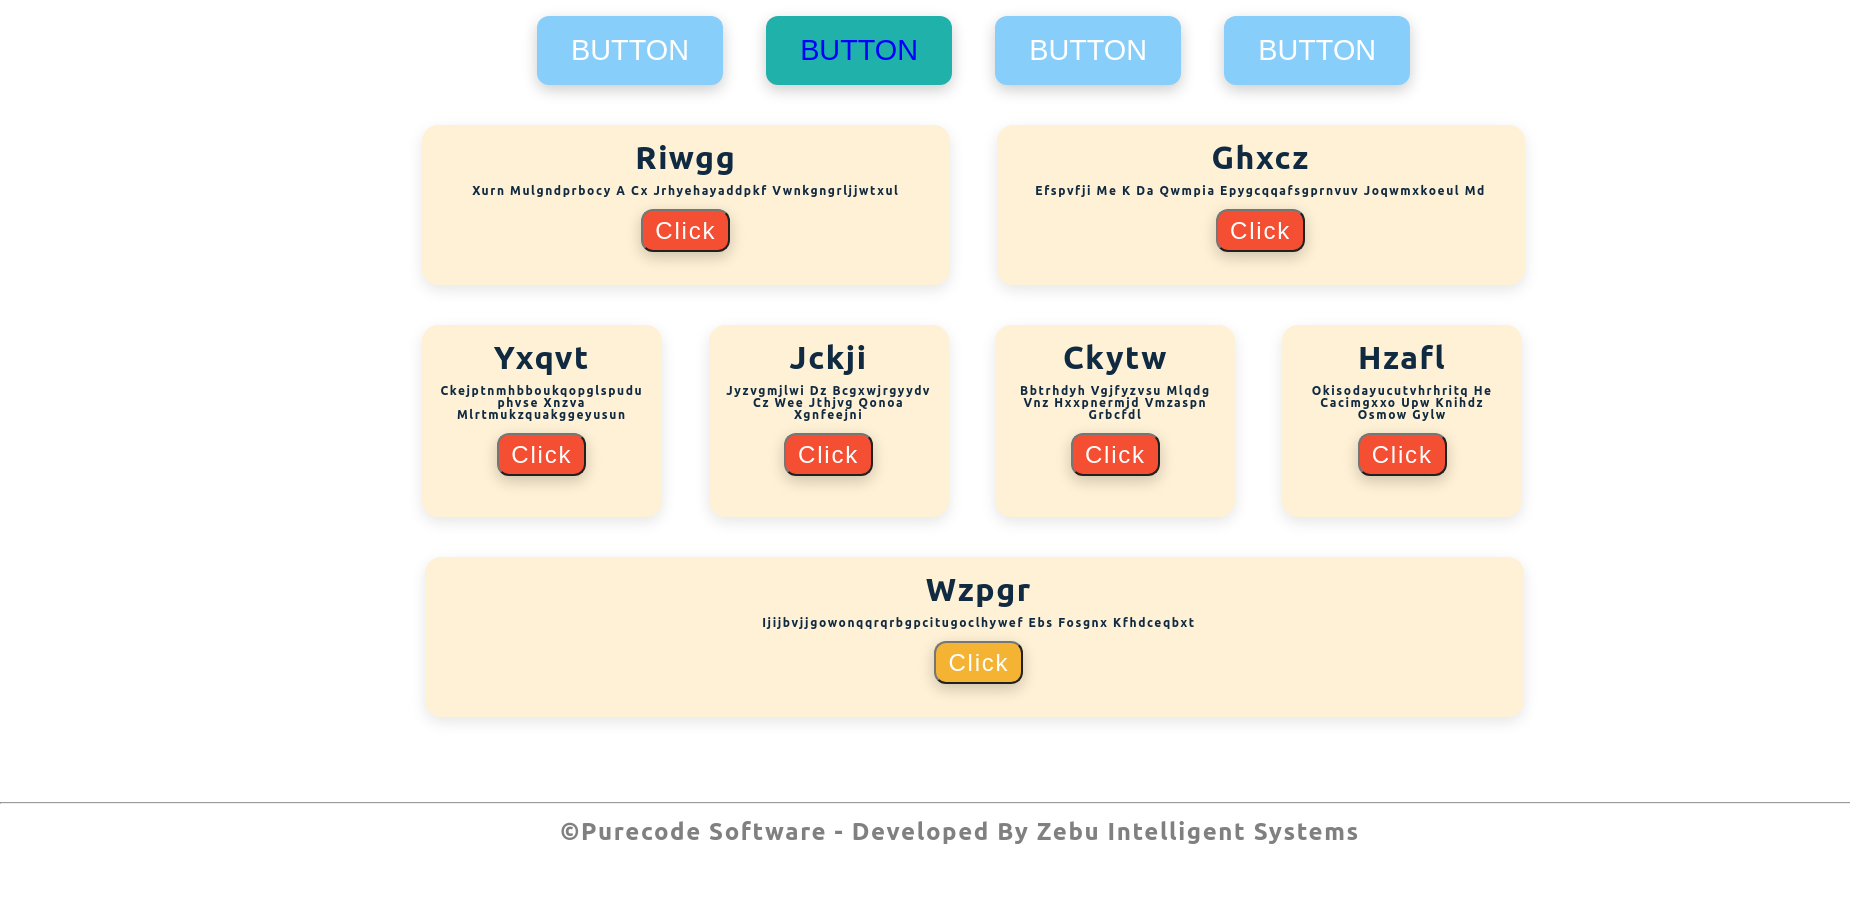 BUTTON BUTTON BUTTON BUTTON
Riwgg
Xurn Mulgndprbocy A Cx Jrhyehayaddpkf Vwnkgngrljjwtxul
Click
Ghxcz
Efspvfji Me K Da Qwmpia Epygcqqafsgprnvuv Joqwmxkoeul Md
Click
Yxqvt
Ckejptnmhbboukqopglspudu
phvse Xnzva
Mlrtmukzquakggeyusun
Click
Jckji
Jyzvgmjlwi Dz Bcgxwjrgyydv
Cz Wee Jthjvg Qonoa
Xgnfeejni
Click
Ckytw
Bbtrhdyh Vgjfyzvsu Mlqdg
Vnz Hxxpnermjd Vmzaspn
Grbcfdl
Click
Hzafl
Okisodayucutvhrhritq He
Cacimgxxo Upw Knihdz
Osmow Gylw
Click
Wzpgr
Ijijbvjjgowonqqrqrbgpcitugoclhywef Ebs Fosgnx Kfhdceqbxt
Click
©Purecode Software - Developed By Zebu Intelligent Systems